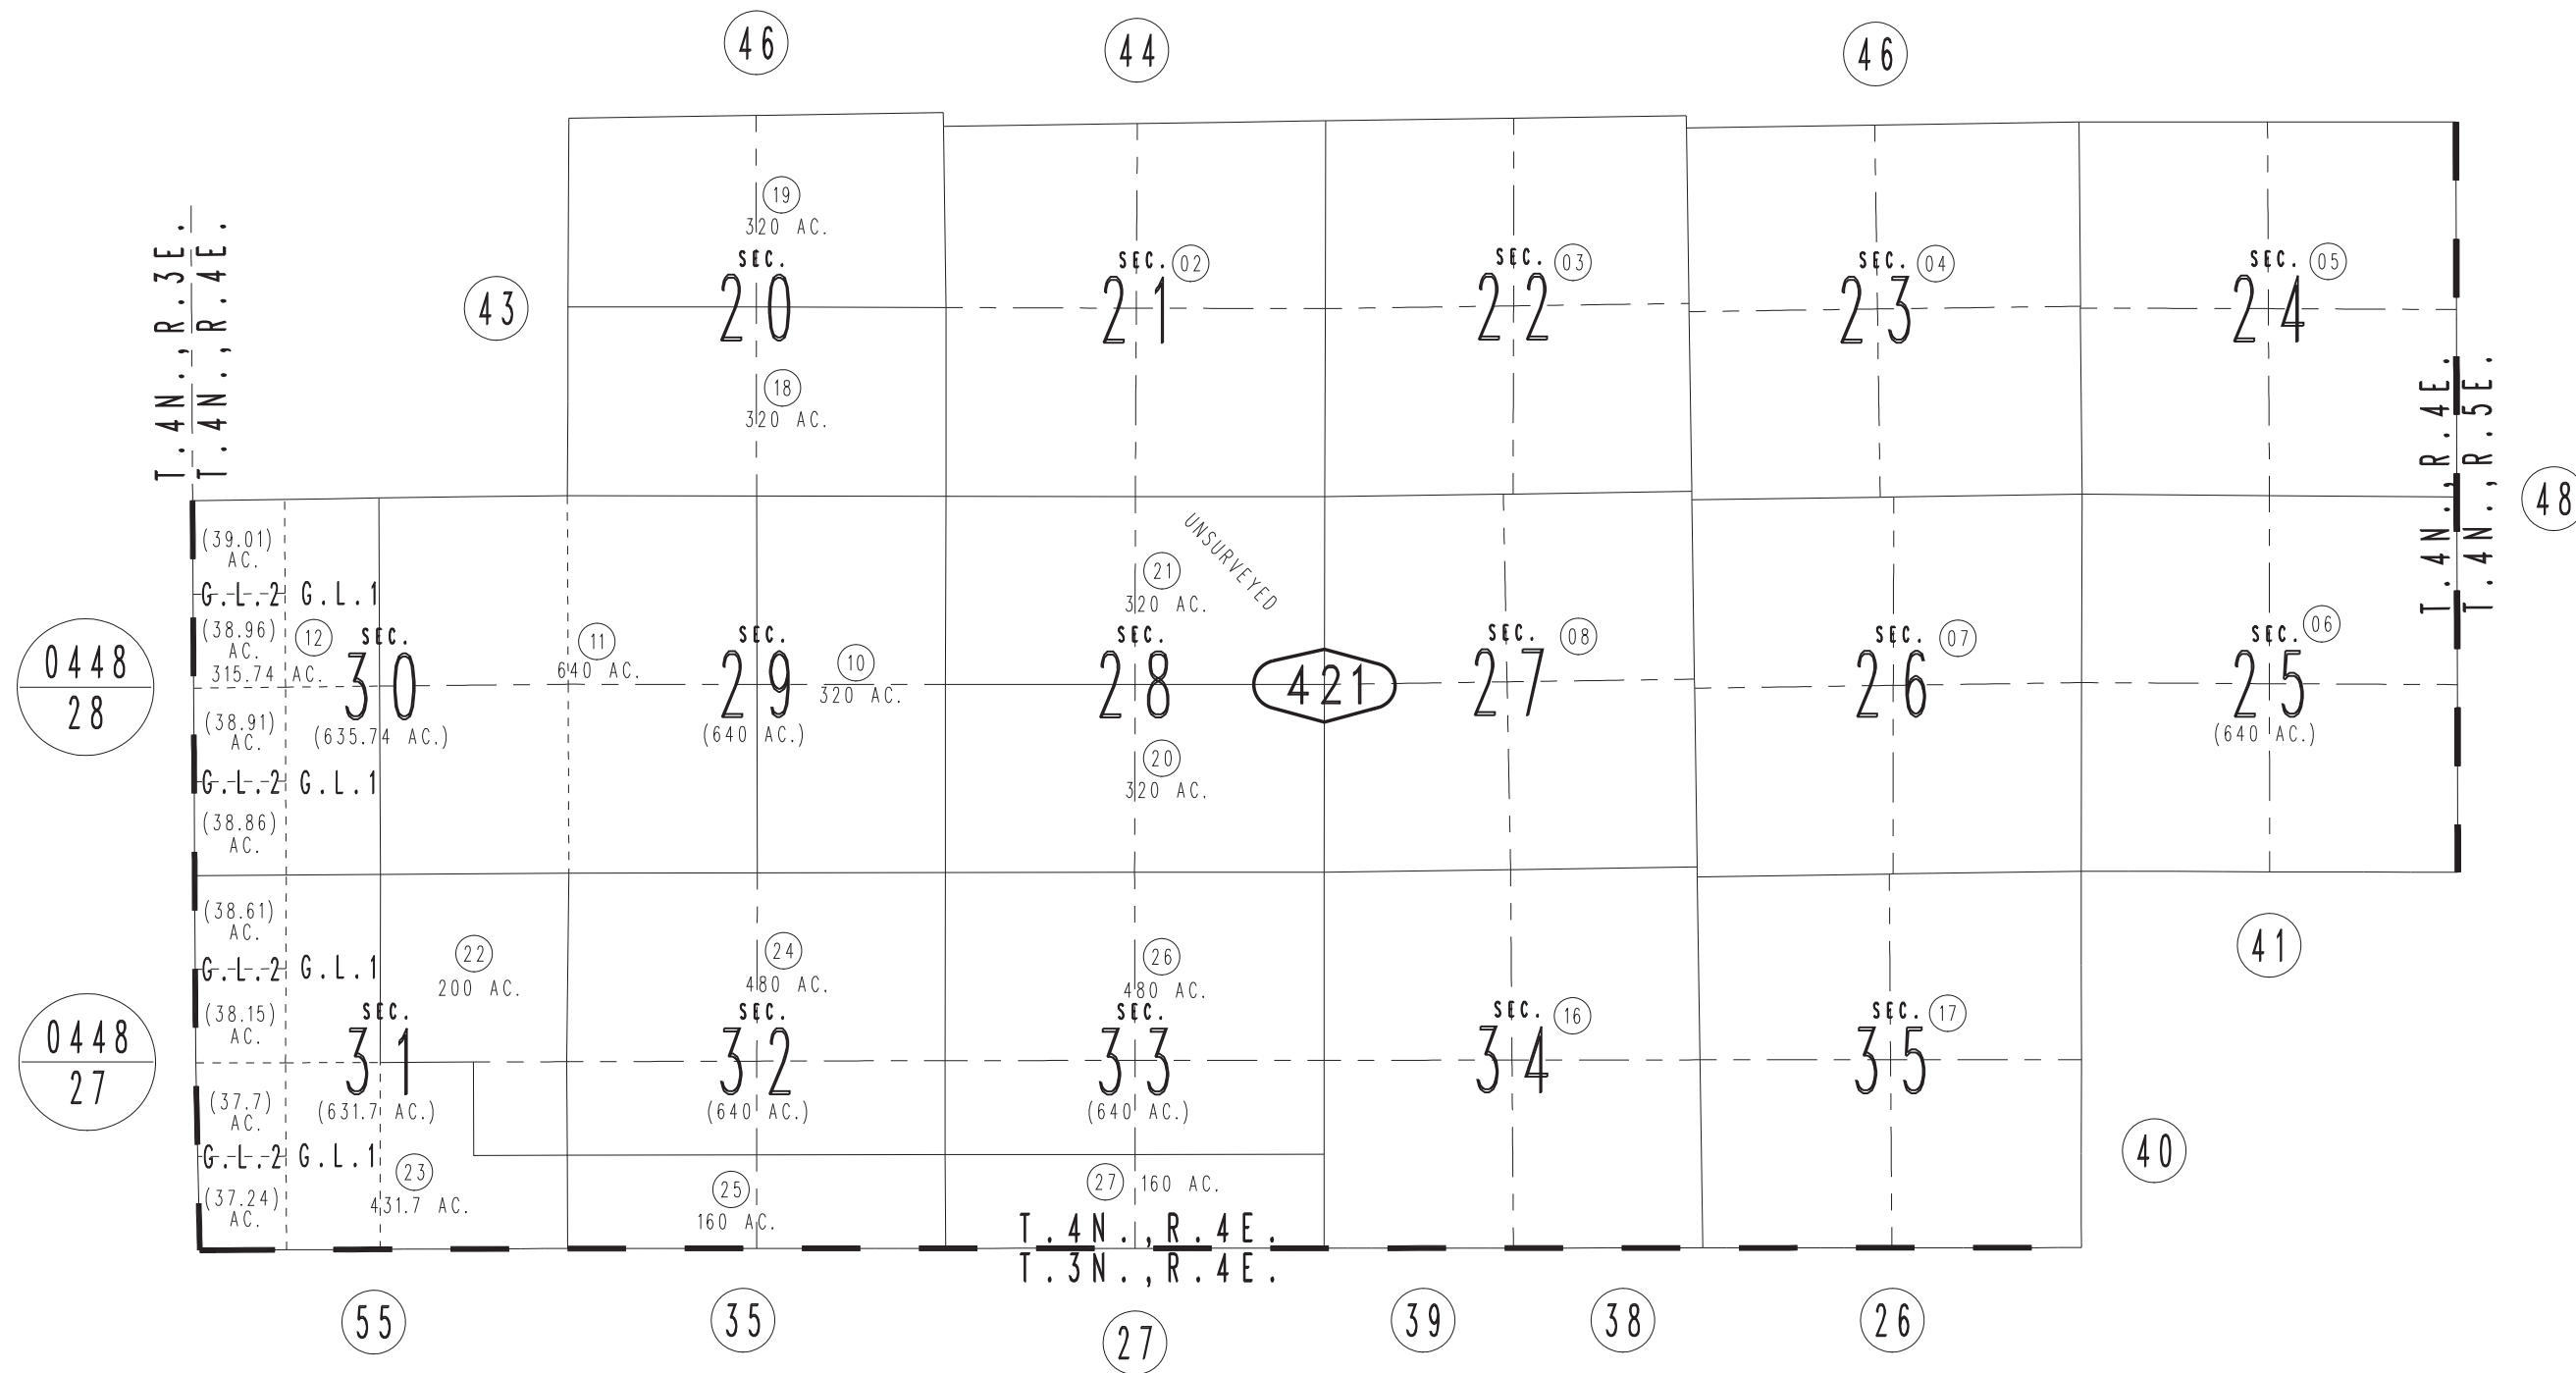 46
44
46
T.4N.,R.3E.
T.4N.,R.4E.
43
19
320 AC.
SEC.
20
18
320 AC.
SEC. 02
21
SEC. 03
22
SEC. 04
23
SEC. 05
24
T.4N.,R.4E.
T.4N.,R.5E.
48
0448
28
(39.01)
AC.
G.L.2 G.L.1
(38.96)
AC.
12
315.74 AC.
SEC.
30
(635.74 AC.)
(38.91)
AC.
G.L.2 G.L.1
(38.86)
AC.
11
640 AC.
SEC.
29
(640 AC.)
10
320 AC.
UNSURVEYED
21
320 AC.
SEC.
28
20
320 AC.
421
SEC. 08
27
SEC. 07
26
SEC. 06
25
(640 AC.)
0448
27
(38.61)
AC.
G.L.2 G.L.1
(38.15)
AC.
22
200 AC.
SEC.
31
(631.7 AC.)
(37.7)
AC.
G.L.2 G.L.1
(37.24)
AC.
23
431.7 AC.
24
480 AC.
SEC.
32
(640 AC.)
25
160 AC.
26
480 AC.
SEC.
33
(640 AC.)
27 160 AC.
SEC. 16
34
SEC. 17
35
41
40
T.4N.,R.4E.
T.3N.,R.4E.
55
35
27
39
38
26